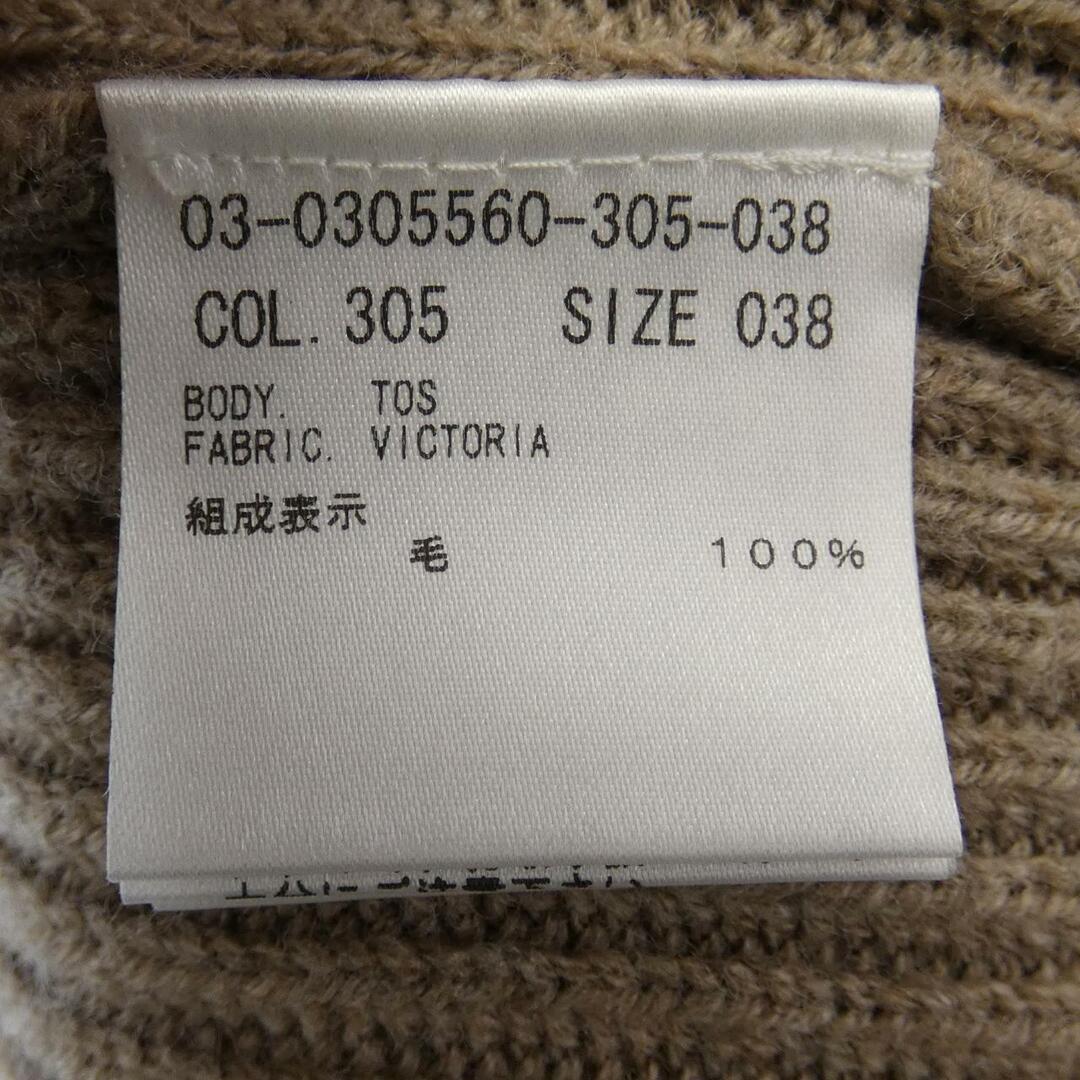 03-0305560-305-038
COL. 305 SIZE 038
BODY. TOS
FABRIC. VICTORIA
組成表示
毛 100%